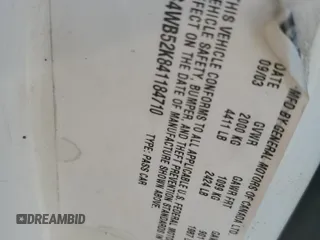 MFD BY GENERAL MOTORS OF CANADA LTD.
DATE GVWR GAWR FRT
09/03 2000 KG 1099 KG
4411 LB 2424 LB
THIS VEHICLE CONFORMS TO ALL APPLICABLE U.S. FEDERAL
VEHICLE SAFETY, BUMPER, AND THEFT PREVENTION STANDARDS IN
EFFECT ON THE DATE OF MANUFACTURE SHOWN ABOVE.
4WB52K841184710 TYPE: PASS CAR
DREAMBID